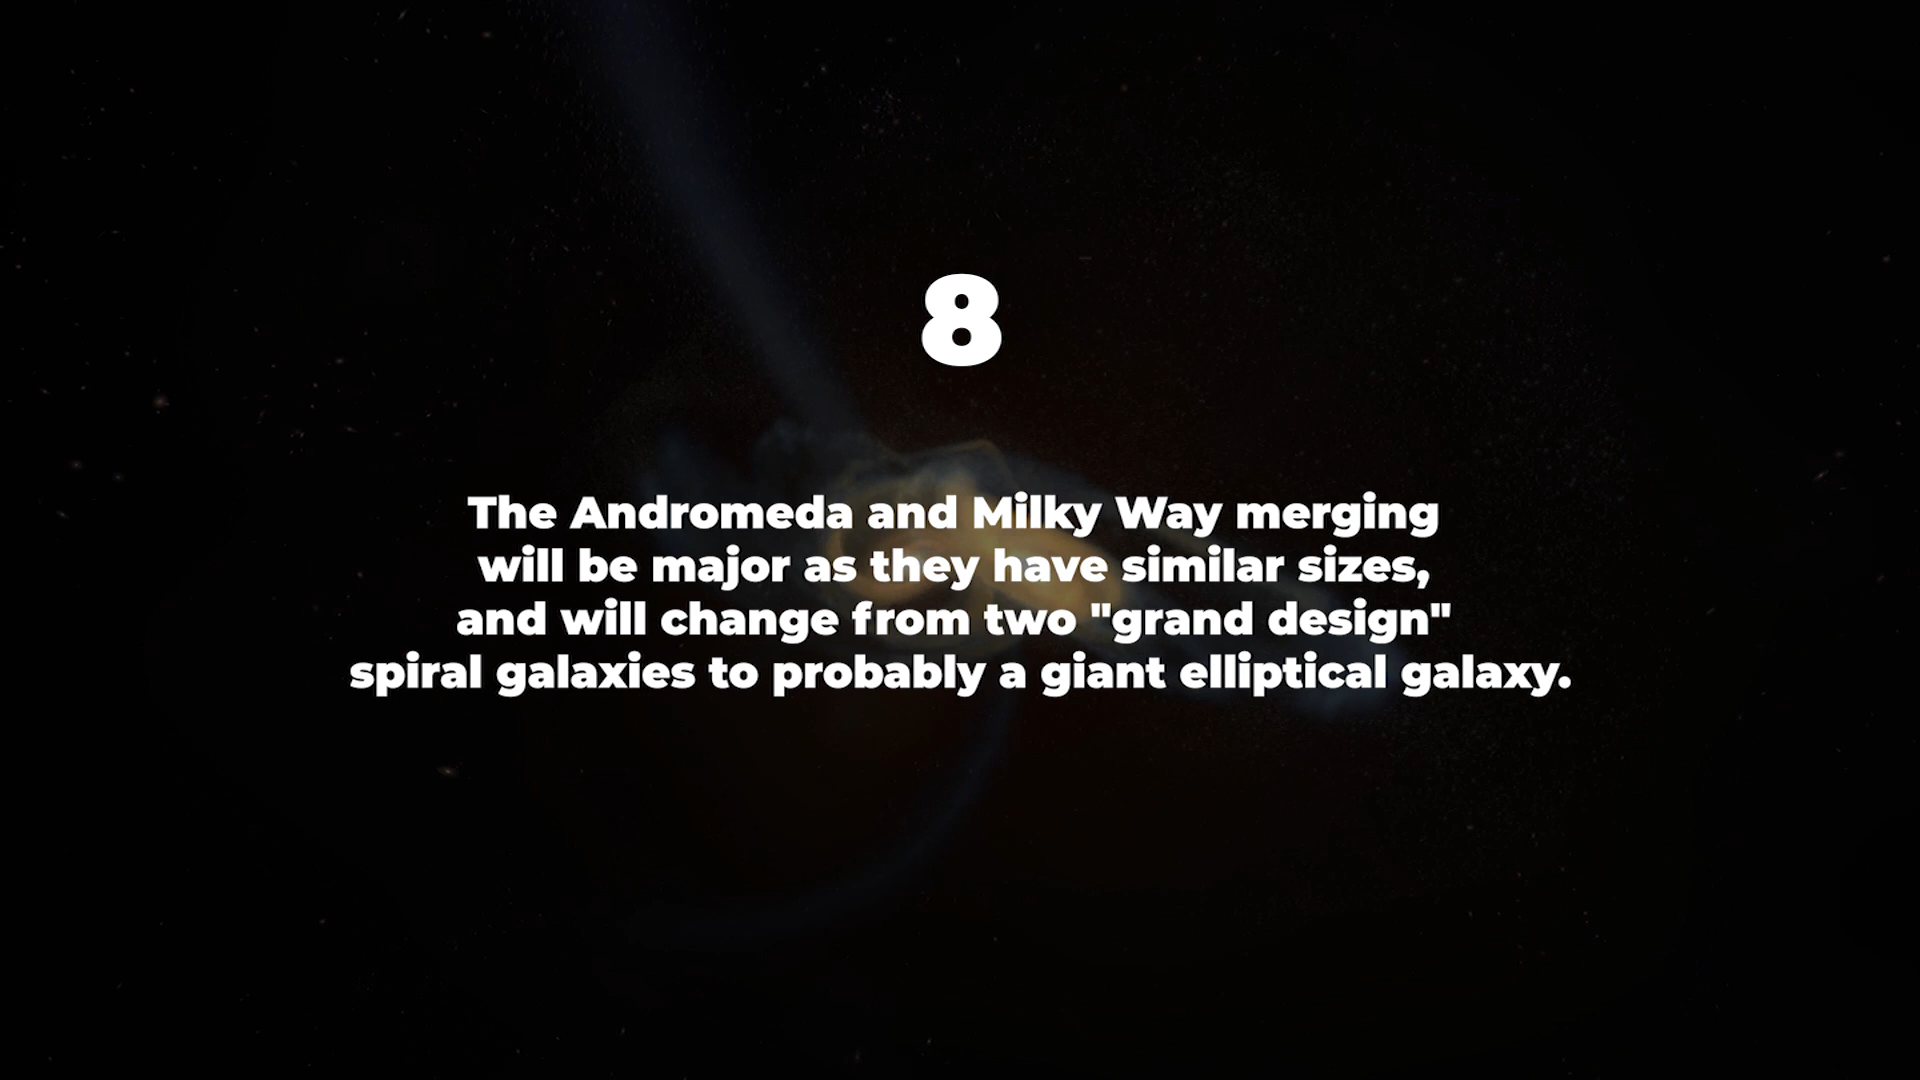 8
The Andromeda and Milky Way merging
will be major as they have similar sizes,
and will change from two "grand design"
spiral galaxies to probably a giant elliptical galaxy.